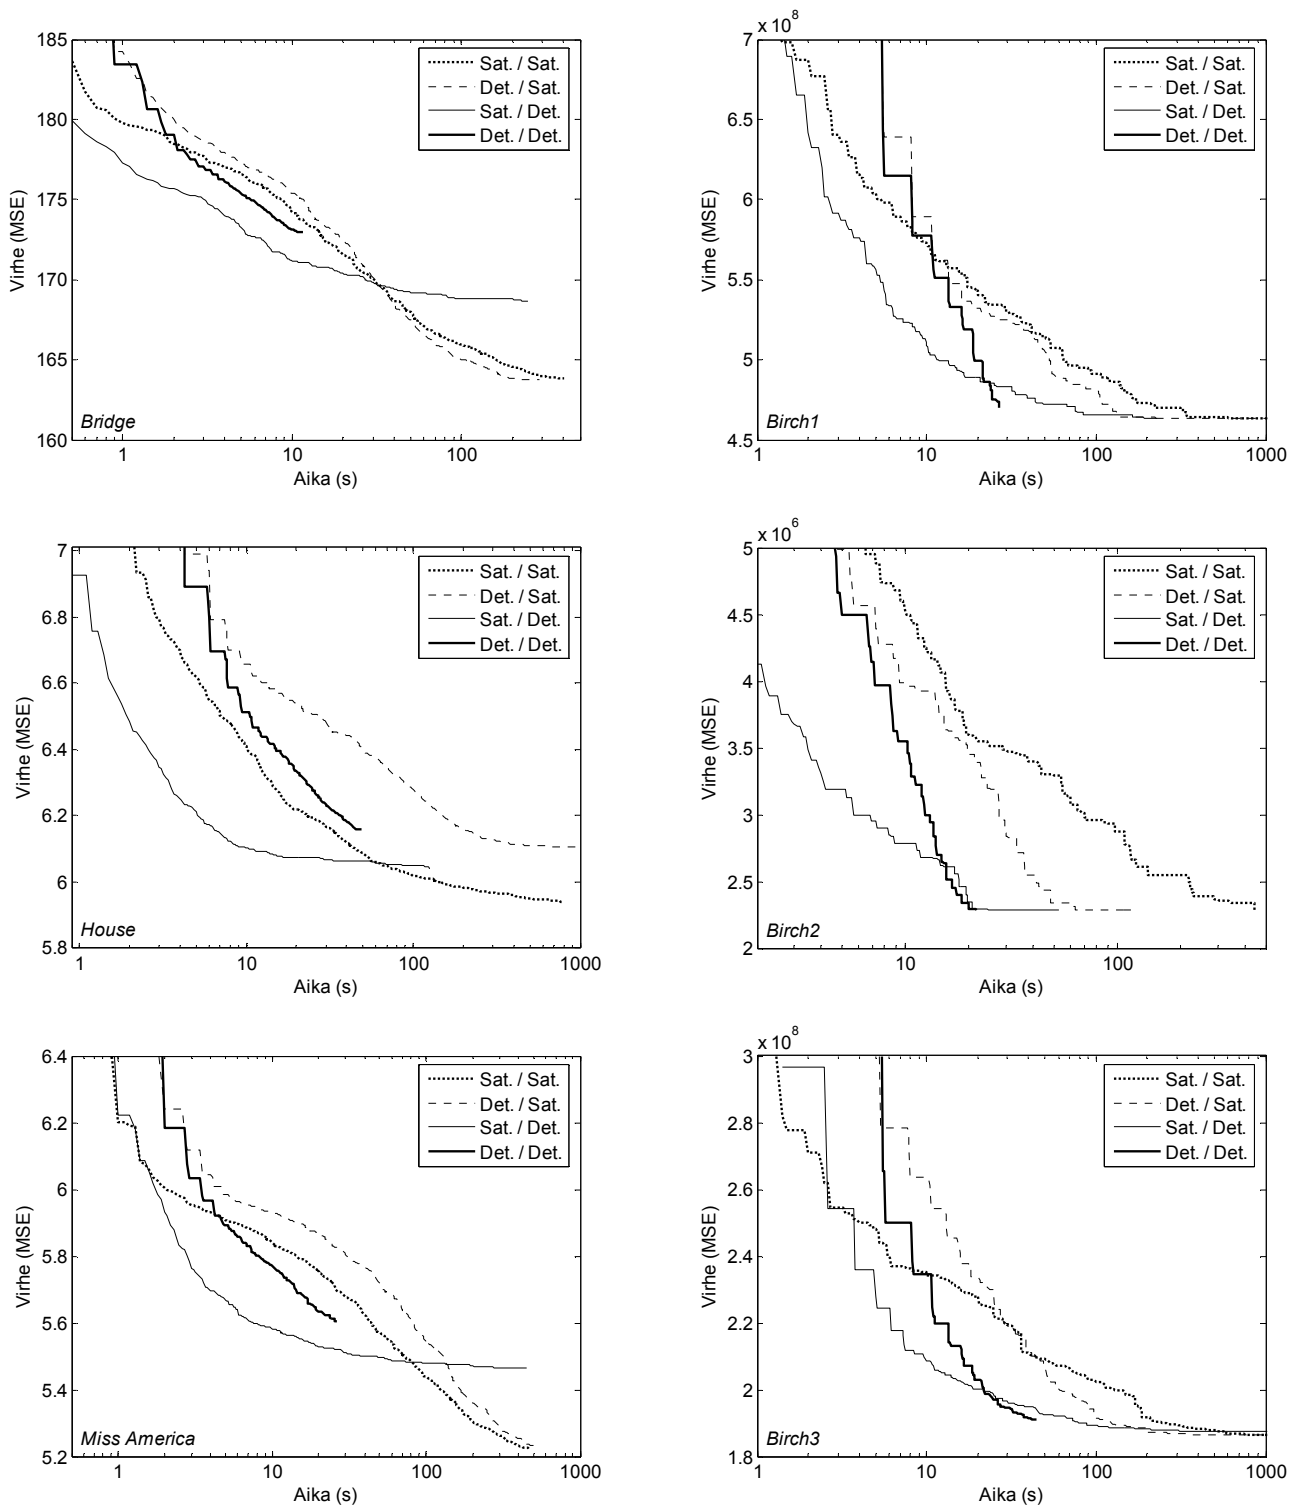 185
180
175
170
165
160
Virhe (MSE)
Sat. / Sat.
Det. / Sat.
Sat. / Det.
Det. / Det.
Bridge
1
10
100
Aika (s)
x 10^8
7
6.5
6
5.5
5
4.5
Virhe (MSE)
Sat. / Sat.
Det. / Sat.
Sat. / Det.
Det. / Det.
Birch1
1
10
100
1000
Aika (s)
7
6.8
6.6
6.4
6.2
6
5.8
Virhe (MSE)
Sat. / Sat.
Det. / Sat.
Sat. / Det.
Det. / Det.
House
1
10
100
1000
Aika (s)
x 10^6
5
4.5
4
3.5
3
2.5
2
Virhe (MSE)
Sat. / Sat.
Det. / Sat.
Sat. / Det.
Det. / Det.
Birch2
10
100
Aika (s)
6.4
6.2
6
5.8
5.6
5.4
5.2
Virhe (MSE)
Sat. / Sat.
Det. / Sat.
Sat. / Det.
Det. / Det.
Miss America
1
10
100
1000
Aika (s)
x 10^8
3
2.8
2.6
2.4
2.2
2
1.8
Virhe (MSE)
Sat. / Sat.
Det. / Sat.
Sat. / Det.
Det. / Det.
Birch3
1
10
100
1000
Aika (s)